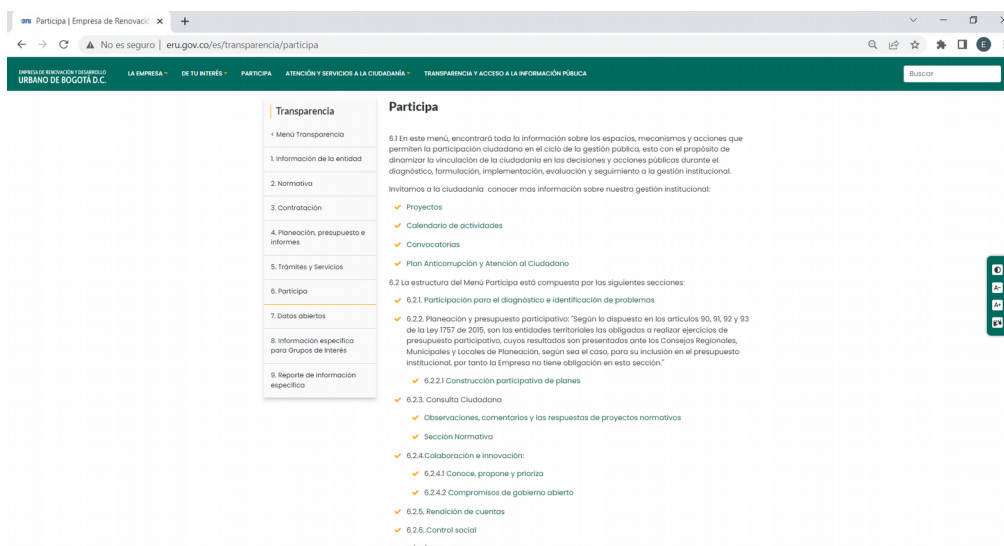 eru Participa | Empresa de Renovació
No es seguro | eru.gov.co/es/transparencia/participa
E
EMPRESA DE RENOVACIÓN Y DESARROLLO
URBANO DE BOGOTÁ D.C.
LA EMPRESA
DE TU INTERÉS
PARTICIPA
ATENCIÓN Y SERVICIOS A LA CIUDADANÍA
TRANSPARENCIA Y ACCESO A LA INFORMACIÓN PÚBLICA
Buscar
Transparencia
< Menú Transparencia
1. Información de la entidad
2. Normativa
3. Contratación
4. Planeación, presupuesto e
informes
5. Trámites y Servicios
6. Participa
7. Datos abiertos
8. Información específica
para Grupos de Interés
9. Reporte de información
específica
Participa
6.1 En este menú, encontrará toda la información sobre los espacios, mecanismos y acciones que
permiten la participación ciudadana en el ciclo de la gestión pública, esto con el propósito de
dinamizar la vinculación de la ciudadanía en las decisiones y acciones públicas durante el
diagnóstico, formulación, implementación, evaluación y seguimiento a la gestión institucional.
Invitamos a la ciudadanía conocer mas información sobre nuestra gestión institucional:
Proyectos
Calendario de actividades
Convocatorias
Plan Anticorrupción y Atención al Ciudadano
6.2 La estructura del Menú Participa está compuesta por las siguientes secciones:
6.2.1. Participación para el diagnóstico e identificación de problemas
6.2.2. Planeación y presupuesto participativo: "Según lo dispuesto en los artículos 90, 91, 92 y 93
de la Ley 1757 de 2015, son las entidades territoriales las obligadas a realizar ejercicios de
presupuesto participativo, cuyos resultados son presentados ante los Consejos Regionales,
Municipales y Locales de Planeación, según sea el caso, para su inclusión en el presupuesto
institucional, por tanto la Empresa no tiene obligación en esta sección."
6.2.2.1 Construcción participativa de planes
6.2.3. Consulta Ciudadana
Observaciones, comentarios y las respuestas de proyectos normativos
Sección Normativa
6.2.4.Colaboración e innovación:
6.2.4.1 Conoce, propone y prioriza
6.2.4.2 Compromisos de gobierno abierto
6.2.5. Rendición de cuentas
6.2.6. Control social
A-
A+